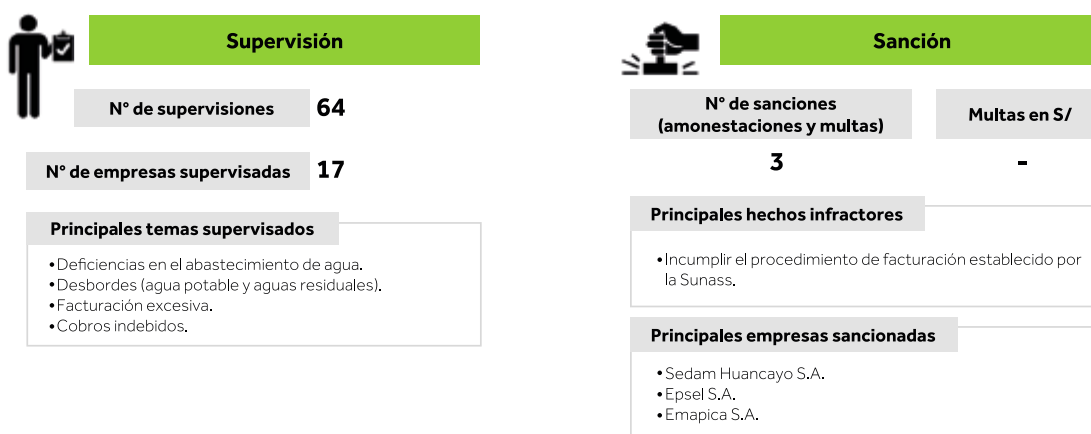 Supervisión
N° de supervisiones 64
N° de empresas supervisadas 17
Principales temas supervisados
•Deficiencias en el abastecimiento de agua.
•Desbordes (agua potable y aguas residuales).
•Facturación excesiva.
•Cobros indebidos.
Sanción
N° de sanciones
(amonestaciones y multas)
3
Multas en S/
-
Principales hechos infractores
•Incumplir el procedimiento de facturación establecido por
la Sunass.
Principales empresas sancionadas
•Sedam Huancayo S.A.
•Epsel S.A.
•Emapica S.A.